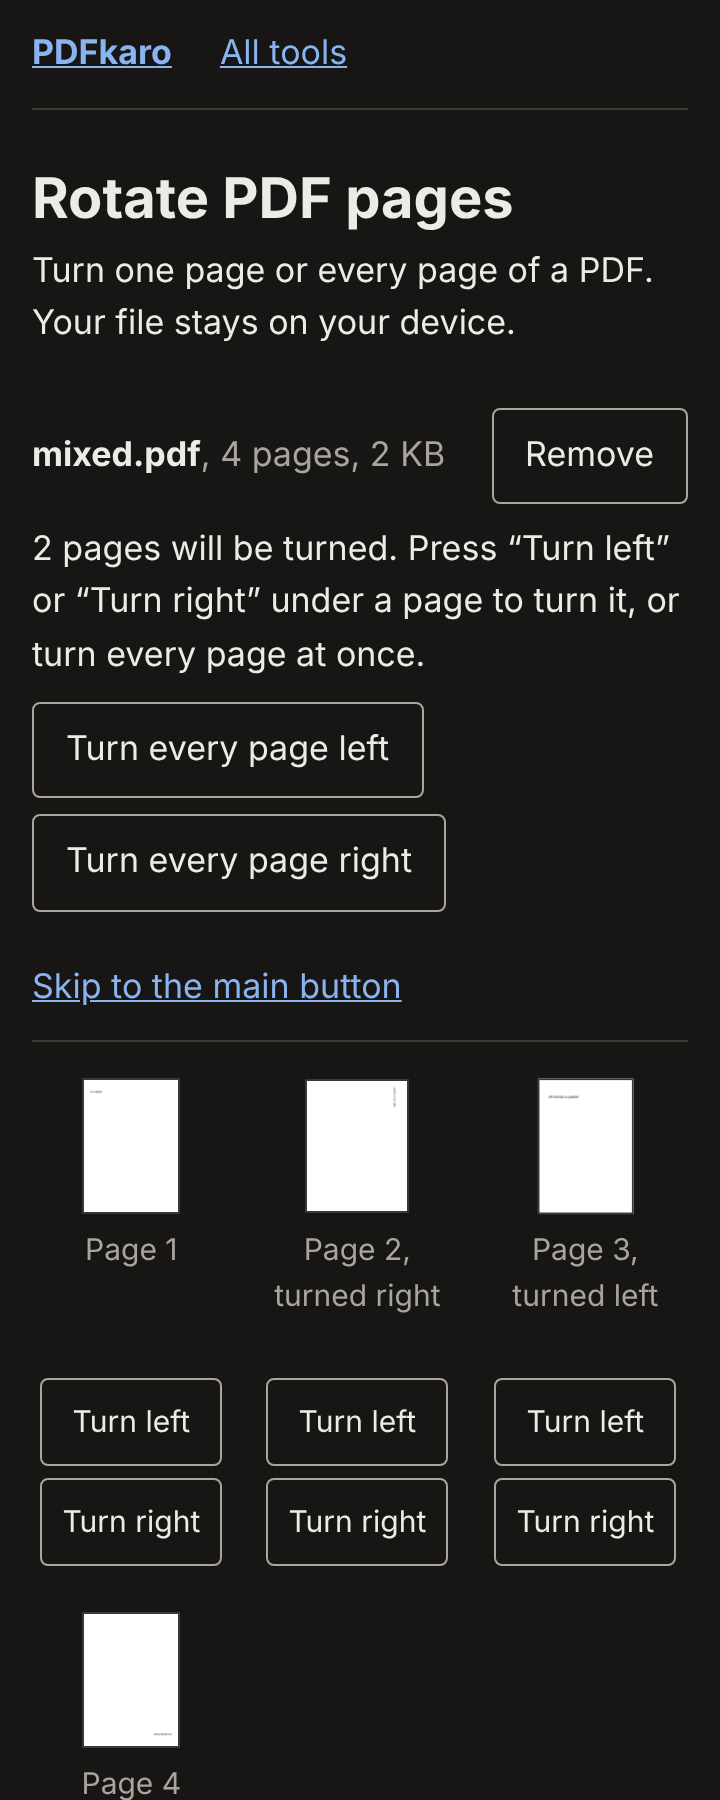 PDFkaro All tools
Rotate PDF pages
Turn one page or every page of a PDF.
Your file stays on your device.
mixed.pdf, 4 pages, 2 KB Remove
2 pages will be turned. Press “Turn left”
or “Turn right” under a page to turn it, or
turn every page at once.
Turn every page left
Turn every page right
Skip to the main button
Page 1 Page 2, Page 3,
turned right turned left
Turn left Turn left Turn left
Turn right Turn right Turn right
Page 4